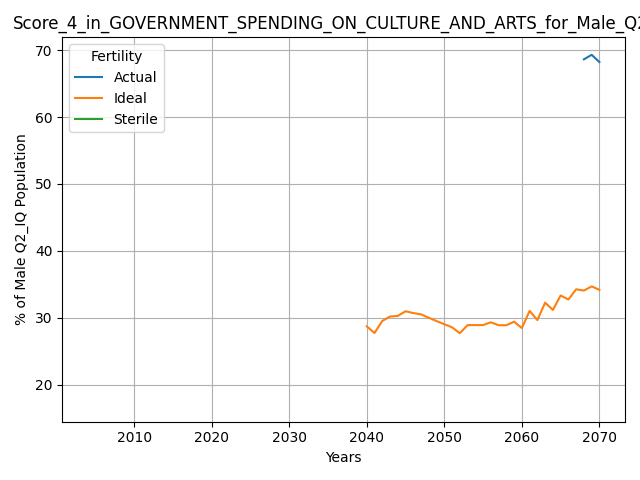 Score_4_in_GOVERNMENT_SPENDING_ON_CULTURE_AND_ARTS_for_Male_Q2
Fertility
Actual
Ideal
Sterile
% of Male Q2_IQ Population
70
60
50
40
30
20
2010 2020 2030 2040 2050 2060 2070
Years